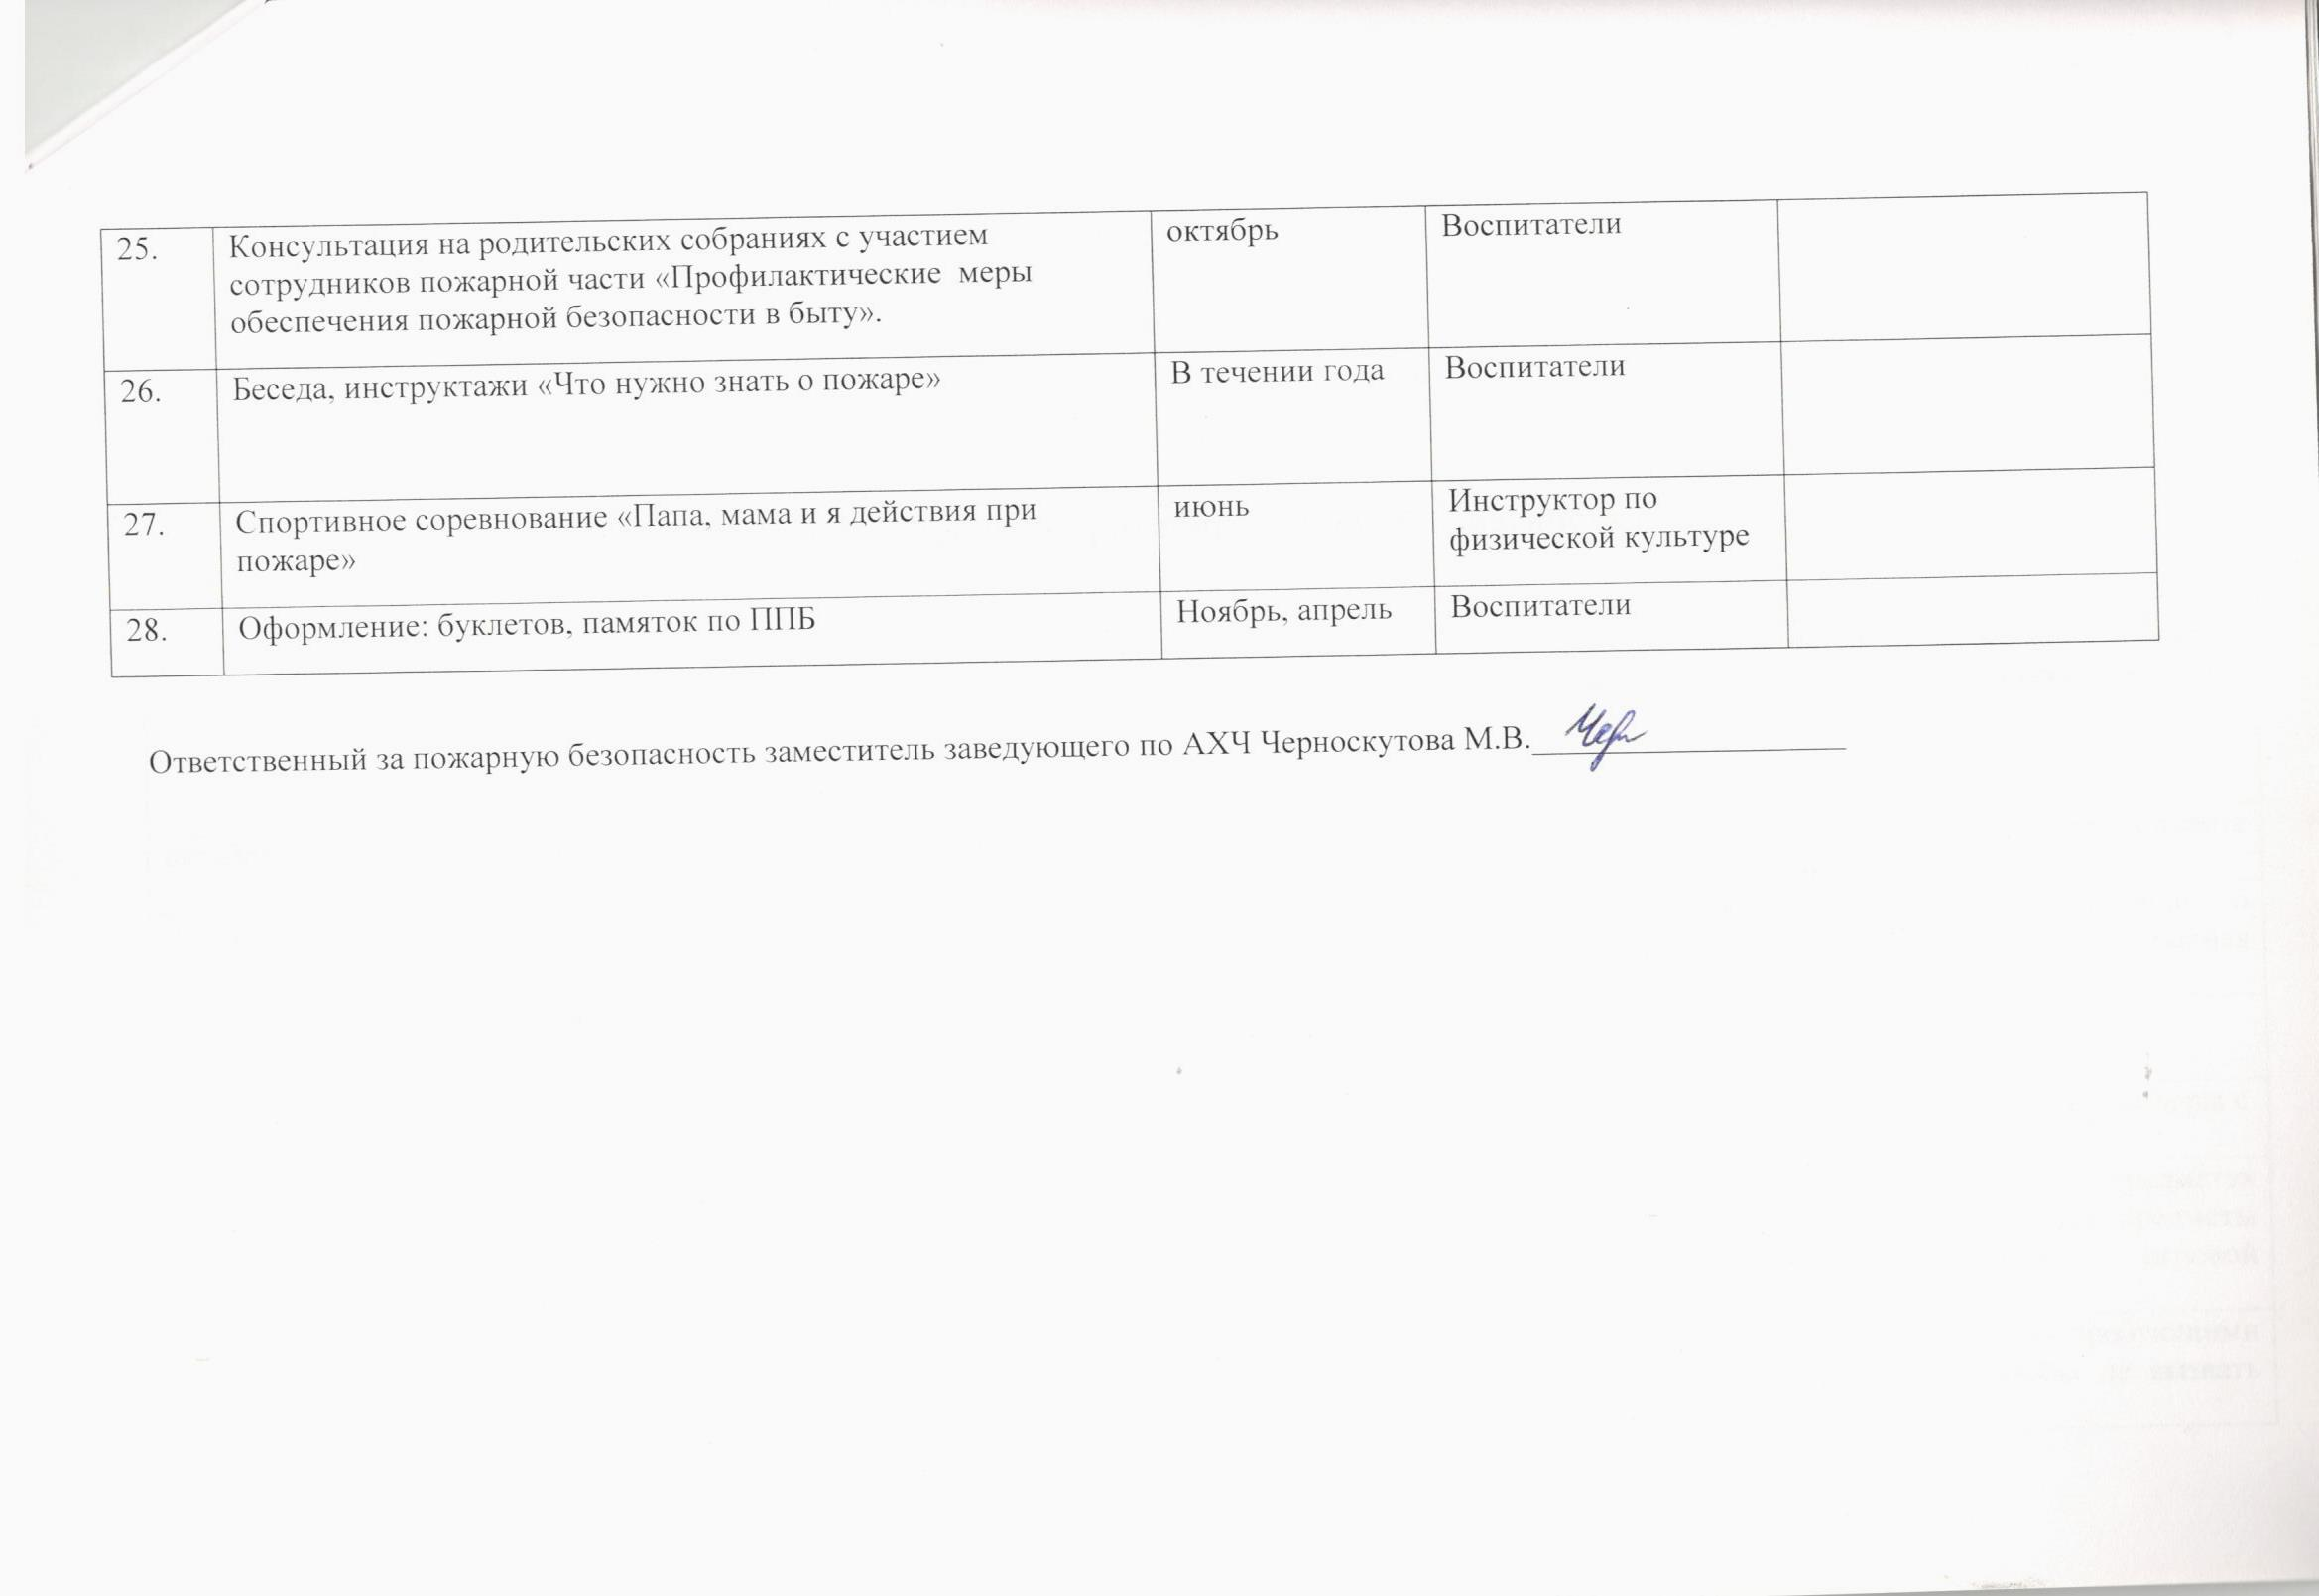 25. Консультация на родительских собраниях с участием октябрь Воспитатели
сотрудников пожарной части «Профилактические меры
обеспечения пожарной безопасности в быту».
26. Беседа, инструктажи «Что нужно знать о пожаре» В течении года Воспитатели
27. Спортивное соревнование «Папа, мама и я действия при июнь Инструктор по
пожаре» физической культуре
28. Оформление: буклетов, памяток по ППБ Ноябрь, апрель Воспитатели
Ответственный за пожарную безопасность заместитель заведующего по АХЧ Черноскутова М.В.